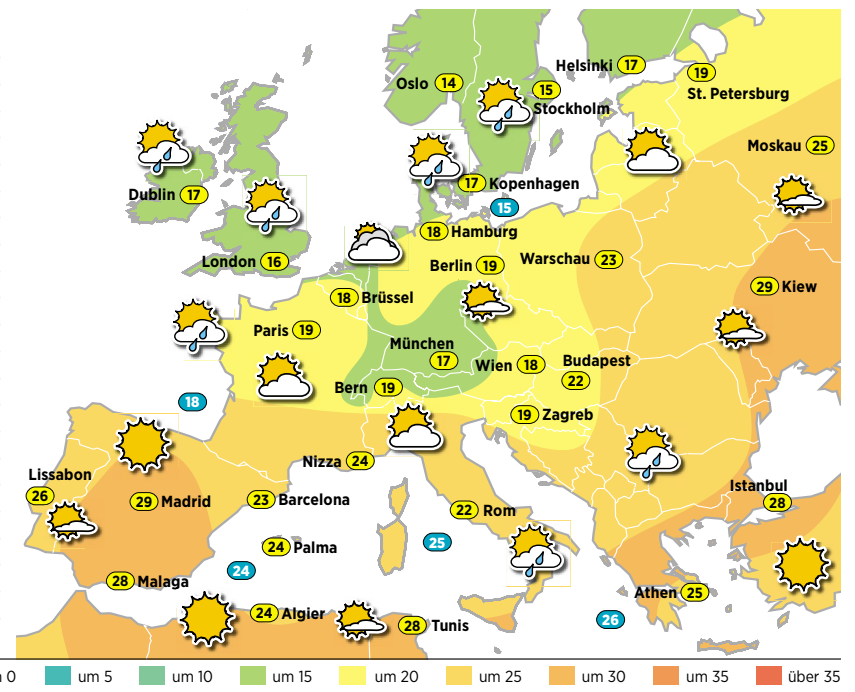 Helsinki 17
Oslo 14
15
Stockholm
19
St. Petersburg
Moskau 25
Dublin 17
17 Kopenhagen
15
18 Hamburg
London 16
Berlin 19
Warschau 23
29 Kiew
18 Brüssel
Paris 19
München
17
Wien 18
Budapest
22
Bern 19
18
19 Zagreb
Nizza 24
Lissabon
26
29 Madrid
23 Barcelona
22 Rom
Istanbul
28
24 Palma
25
24
28 Malaga
Athen 25
24 Algier
28 Tunis
26
0 um 5 um 10 um 15 um 20 um 25 um 30 um 35 über 35